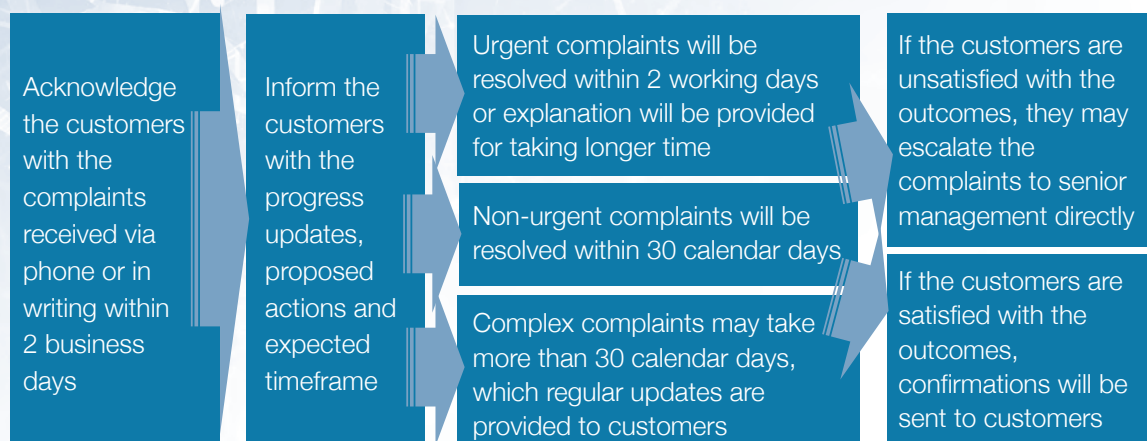 Acknowledge
the customers
with the
complaints
received via
phone or in
writing within
2 business
days
Inform the
customers
with the
progress
updates,
proposed
actions and
expected
timeframe
Urgent complaints will be
resolved within 2 working days
or explanation will be provided
for taking longer time
Non-urgent complaints will be
resolved within 30 calendar days
Complex complaints may take
more than 30 calendar days,
which regular updates are
provided to customers
If the customers are
unsatisfied with the
outcomes, they may
escalate the
complaints to senior
management directly
If the customers are
satisfied with the
outcomes,
confirmations will be
sent to customers